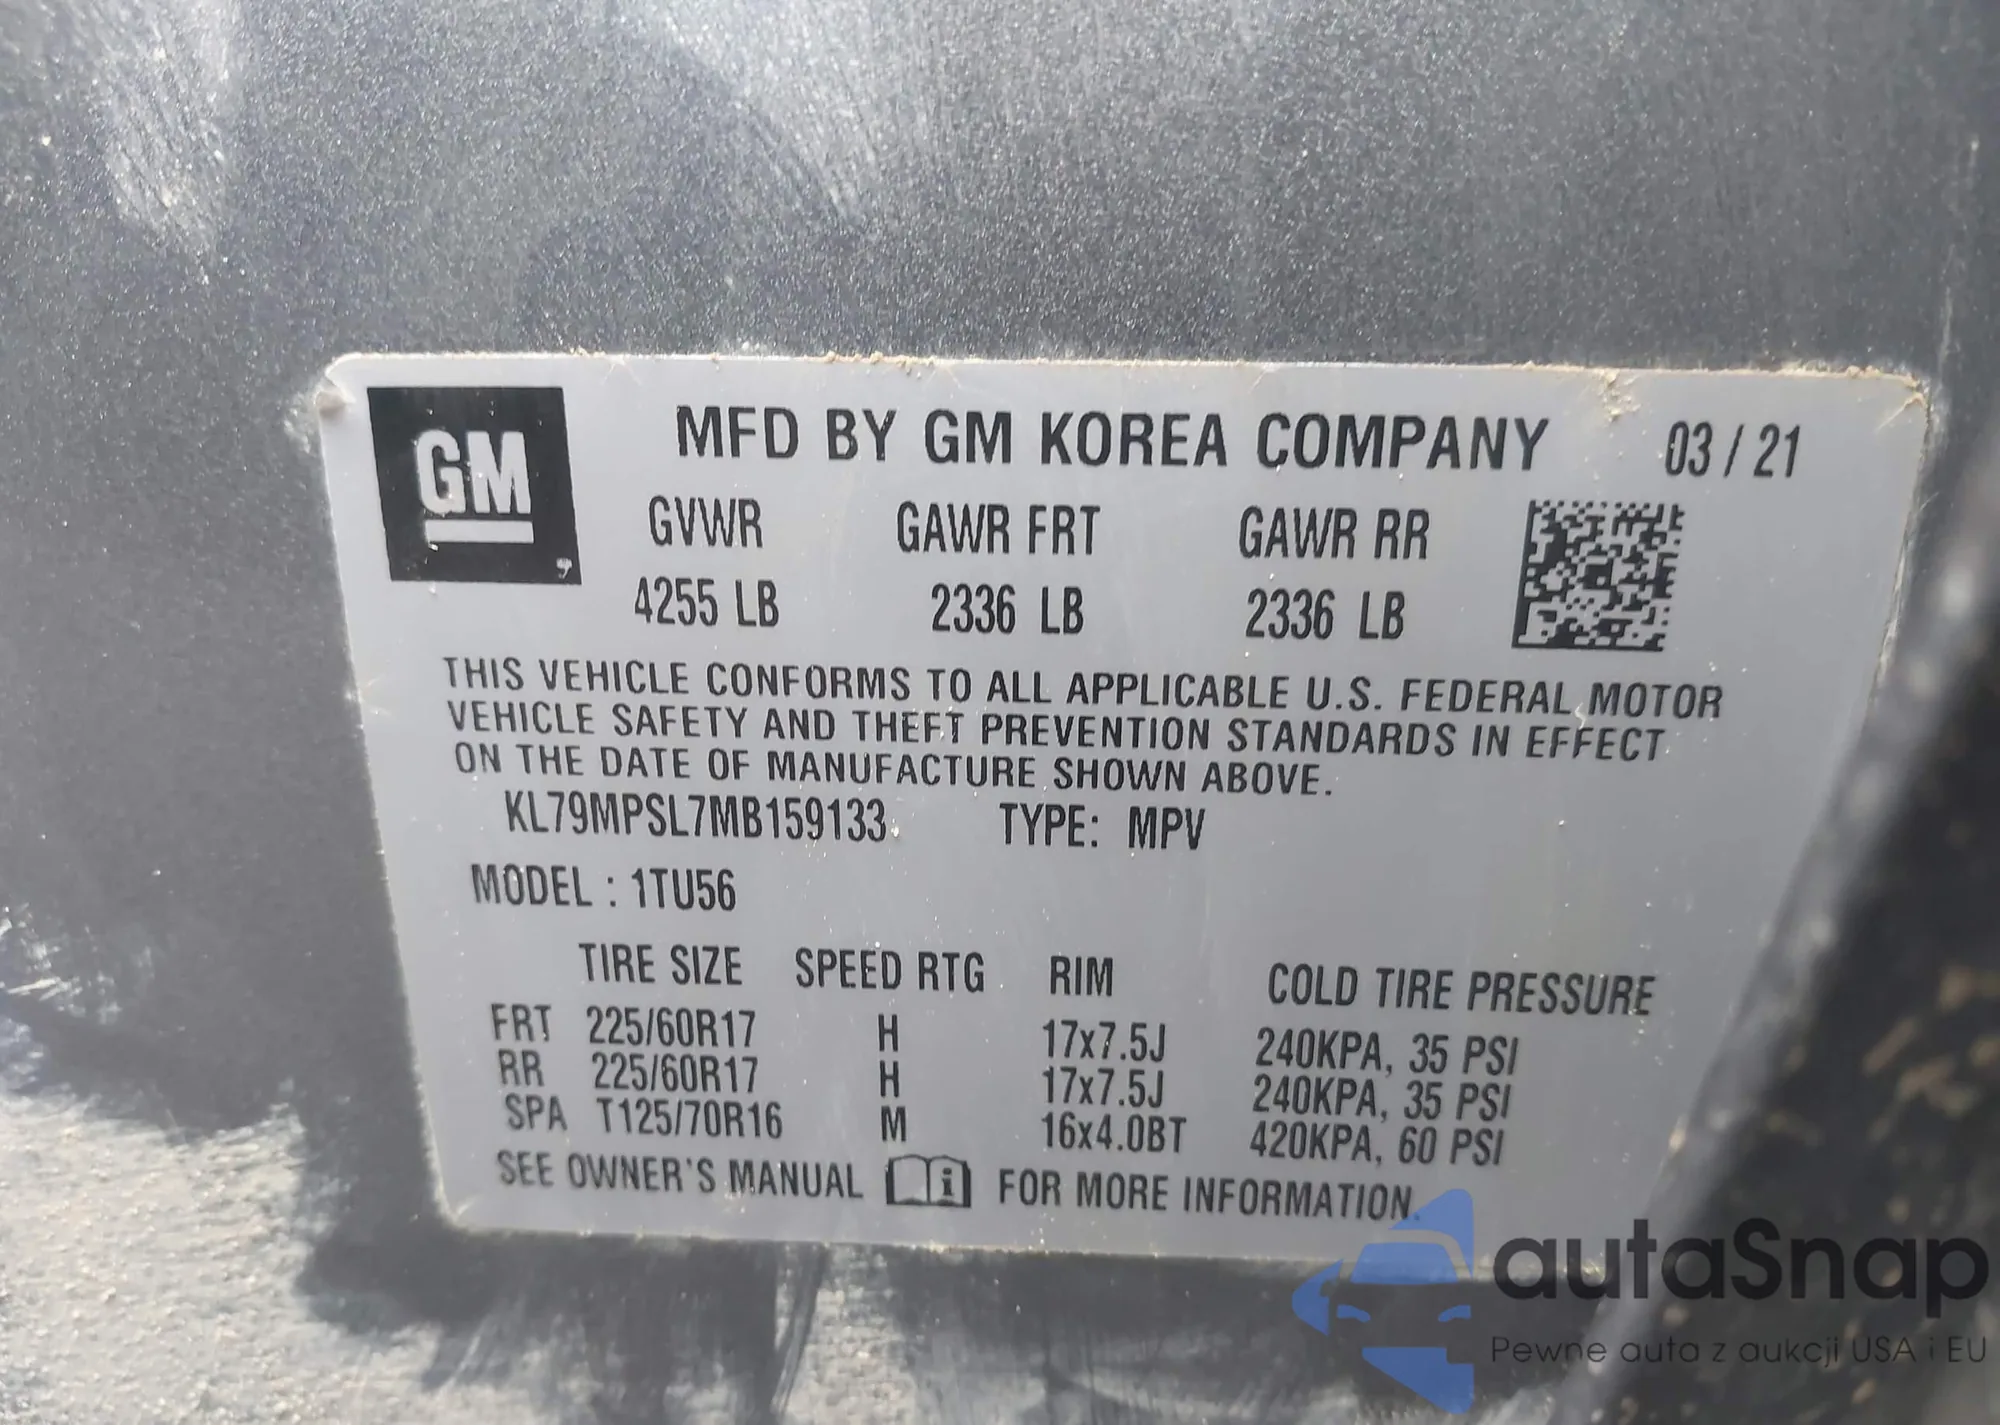 GM
MFD BY GM KOREA COMPANY 03/21
GVWR GAWR FRT GAWR RR
4255 LB 2336 LB 2336 LB
THIS VEHICLE CONFORMS TO ALL APPLICABLE U.S. FEDERAL MOTOR
VEHICLE SAFETY AND THEFT PREVENTION STANDARDS IN EFFECT
ON THE DATE OF MANUFACTURE SHOWN ABOVE.
KL79MPSL7MB159133 TYPE: MPV
MODEL : 1TU56
TIRE SIZE SPEED RTG RIM COLD TIRE PRESSURE
FRT 225/60R17 H 17x7.5J 240KPA, 35 PSI
RR 225/60R17 H 17x7.5J 240KPA, 35 PSI
SPA T125/70R16 M 16x4.0BT 420KPA, 60 PSI
SEE OWNER'S MANUAL i FOR MORE INFORMATION.
autaSnap
Pewne auta z aukcji USA i EU